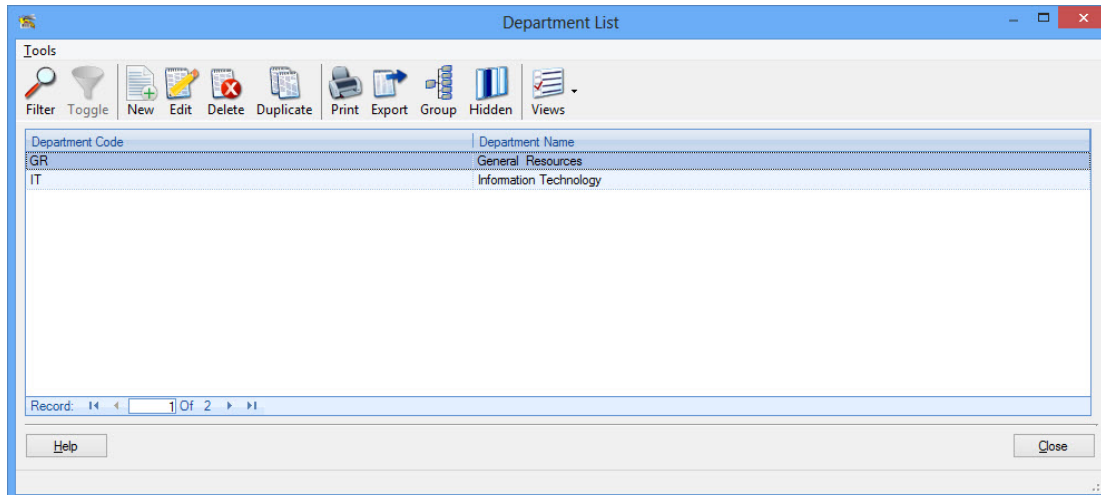 Department List
Tools
Filter Toggle New Edit Delete Duplicate Print Export Group Hidden Views
Department Code Department Name
GR General Resources
IT Information Technology
Record: 1 Of 2
Help Close